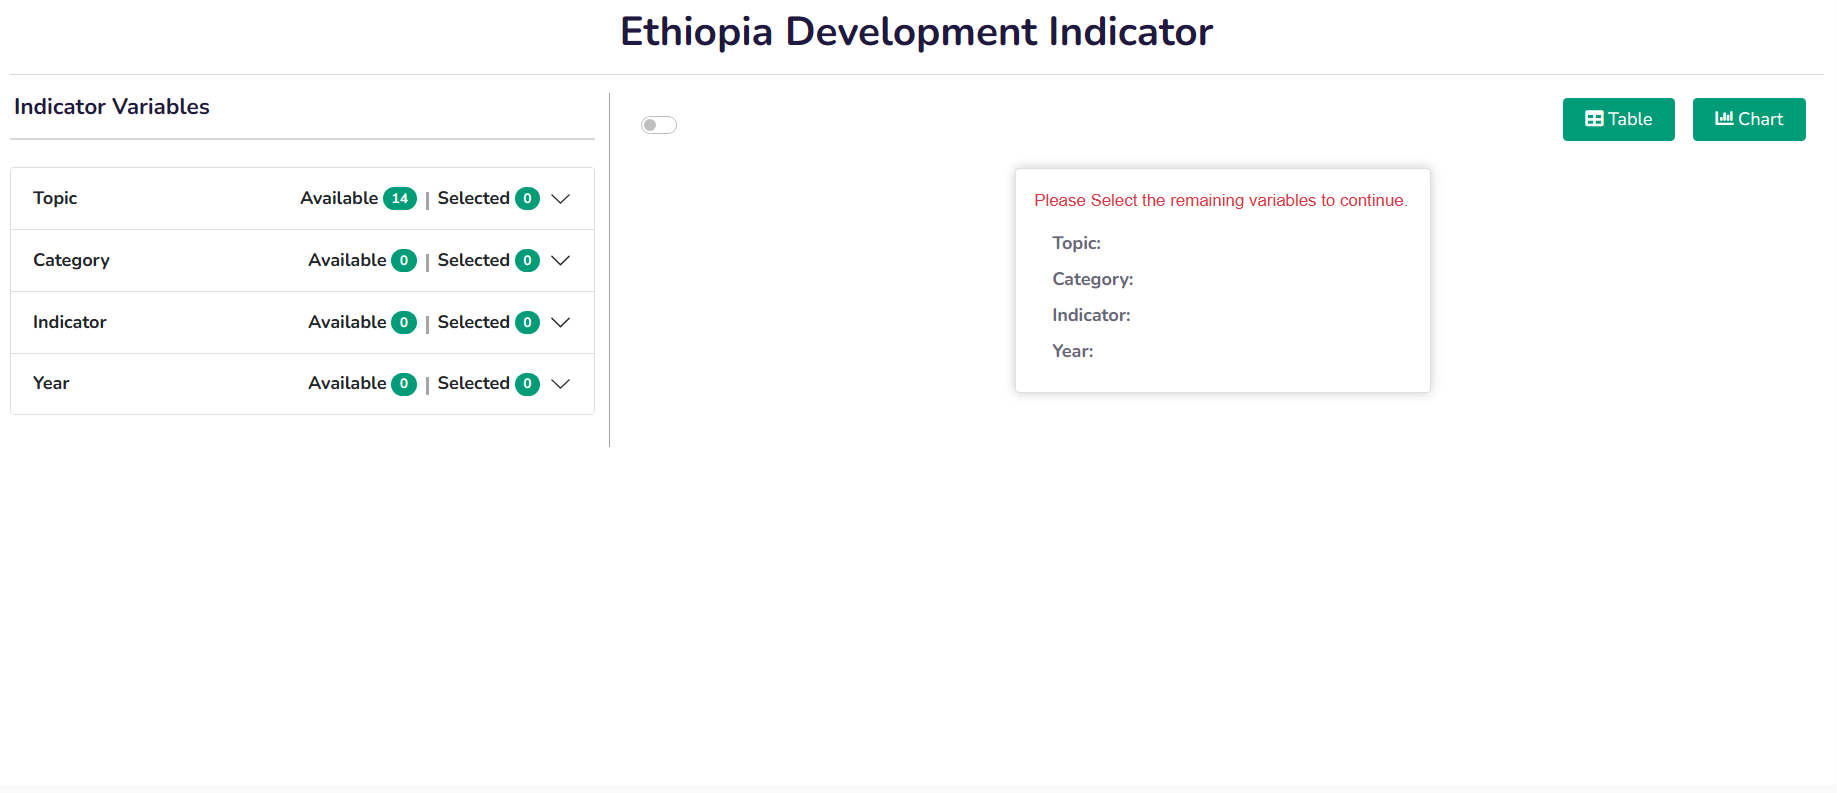 Ethiopia Development Indicator
Indicator Variables
Topic Available 14 | Selected 0
Category Available 0 | Selected 0
Indicator Available 0 | Selected 0
Year Available 0 | Selected 0
Table Chart
Please Select the remaining variables to continue.
Topic:
Category:
Indicator:
Year: